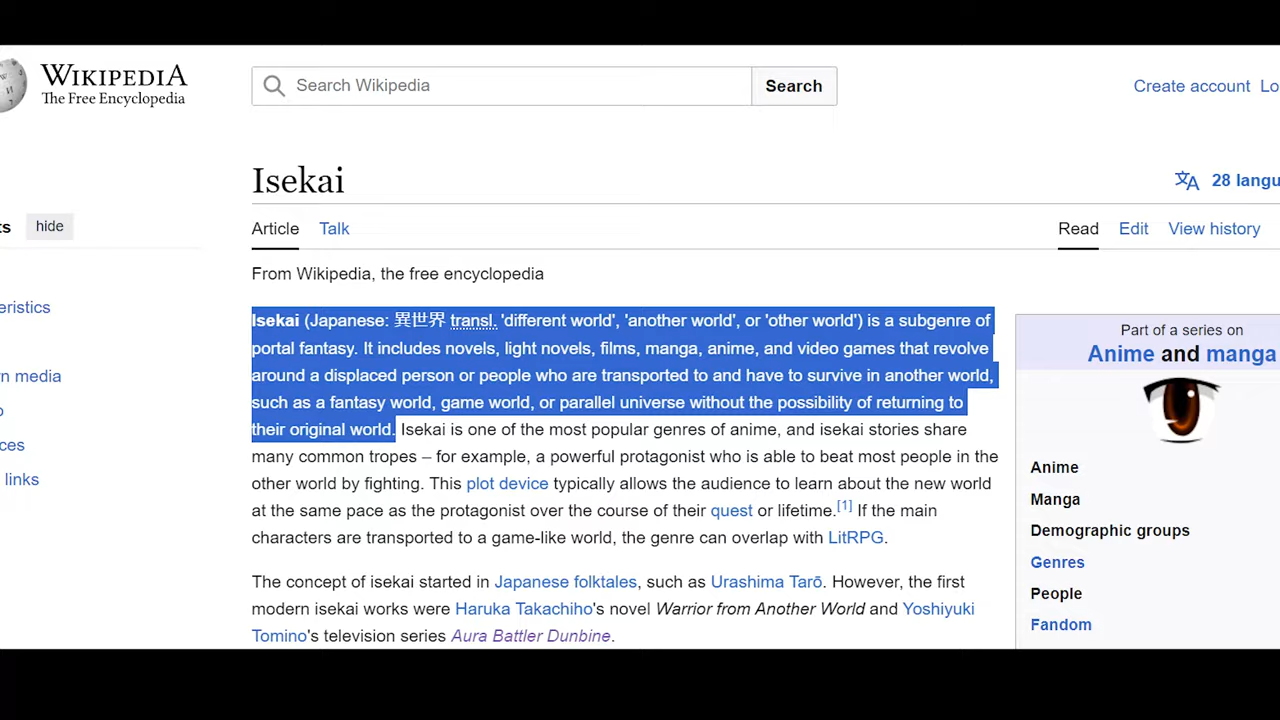 WIKIPEDIA
The Free Encyclopedia
Search Wikipedia
Search
Create account Lo
Isekai
28 langu
ts hide
Article Talk
Read Edit View history
From Wikipedia, the free encyclopedia
eristics
n media
o
ces
links
Isekai (Japanese: 異世界 transl. 'different world', 'another world', or 'other world') is a subgenre of
portal fantasy. It includes novels, light novels, films, manga, anime, and video games that revolve
around a displaced person or people who are transported to and have to survive in another world,
such as a fantasy world, game world, or parallel universe without the possibility of returning to
their original world. Isekai is one of the most popular genres of anime, and isekai stories share
many common tropes – for example, a powerful protagonist who is able to beat most people in the
other world by fighting. This plot device typically allows the audience to learn about the new world
at the same pace as the protagonist over the course of their quest or lifetime.[1] If the main
characters are transported to a game-like world, the genre can overlap with LitRPG.
The concept of isekai started in Japanese folktales, such as Urashima Tarō. However, the first
modern isekai works were Haruka Takachiho's novel Warrior from Another World and Yoshiyuki
Tomino's television series Aura Battler Dunbine.
Part of a series on
Anime and manga
Anime
Manga
Demographic groups
Genres
People
Fandom